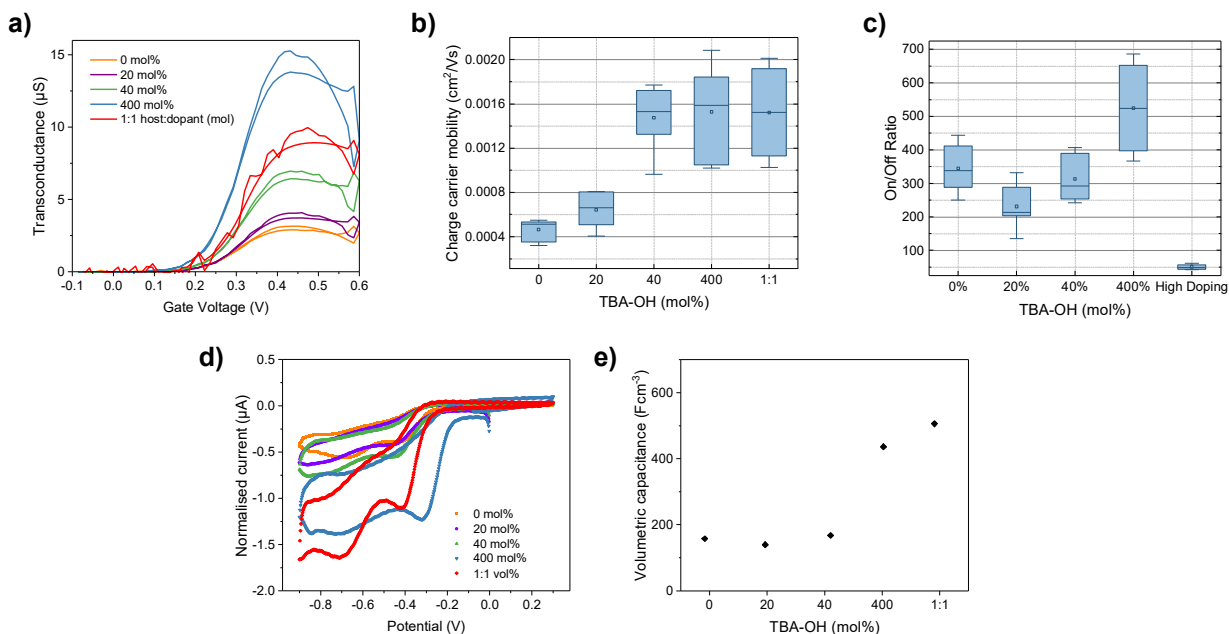 a)
Transconductance (µS)
15
10
5
0
0 mol%
20 mol%
40 mol%
400 mol%
1:1 host:dopant (mol)
-0.1 0.0 0.1 0.2 0.3 0.4 0.5 0.6
Gate Voltage (V)
b)
Charge carrier mobility (cm²/Vs)
0.0020
0.0016
0.0012
0.0008
0.0004
0 20 40 400 1:1
TBA-OH (mol%)
c)
On/Off Ratio
700
600
500
400
300
200
100
0% 20% 40% 400% High Doping
TBA-OH (mol%)
d)
Normalised current (µA)
0.5
0.0
-0.5
-1.0
-1.5
-2.0
0 mol%
20 mol%
40 mol%
400 mol%
1:1 vol%
-0.8 -0.6 -0.4 -0.2 0.0 0.2
Potential (V)
e)
Volumetric capacitance (Fcm⁻³)
600
400
200
0
0 20 40 400 1:1
TBA-OH (mol%)